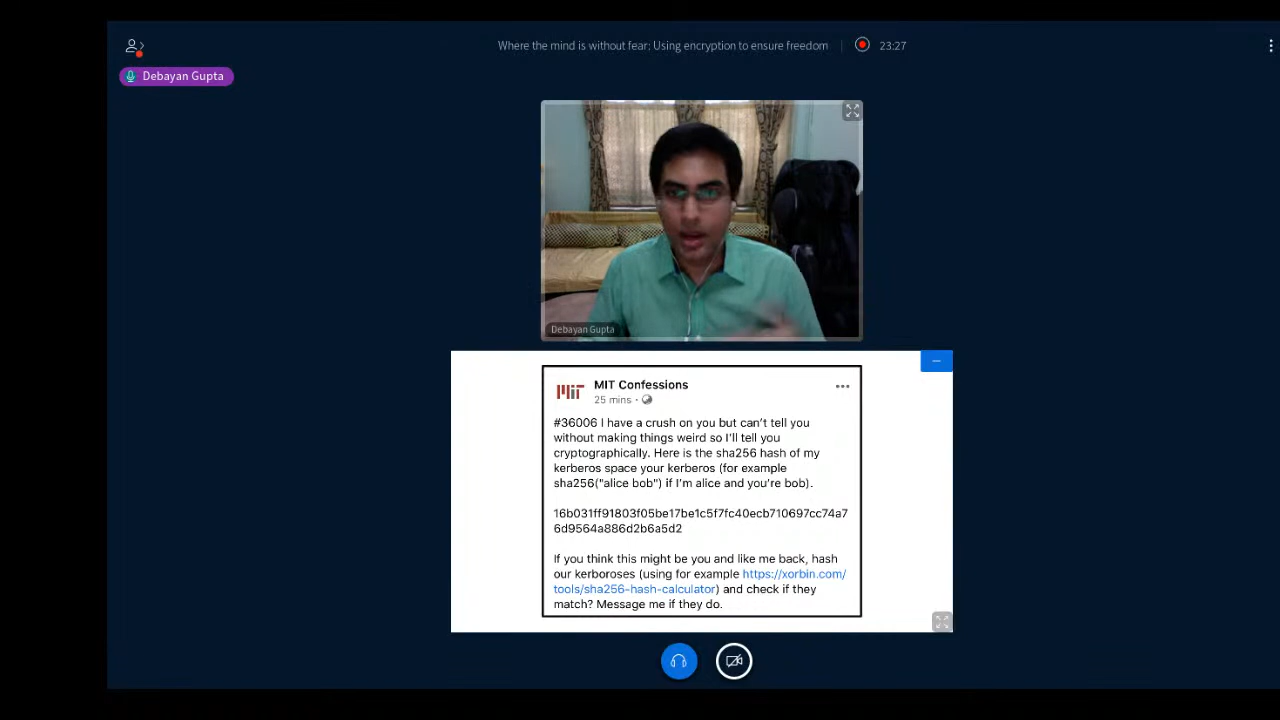 Where the mind is without fear: Using encryption to ensure freedom
23:27
Debayan Gupta
Debayan Gupta
MIT Confessions
25 mins ·
#36006 I have a crush on you but can't tell you
without making things weird so I'll tell you
cryptographically. Here is the sha256 hash of my
kerberos space your kerberos (for example
sha256("alice bob") if I'm alice and you're bob).
16b031ff91803f05be17be1c5f7fc40ecb710697cc74a7
6d9564a886d2b6a5d2
If you think this might be you and like me back, hash
our kerboroses (using for example https://xorbin.com/
tools/sha256-hash-calculator) and check if they
match? Message me if they do.